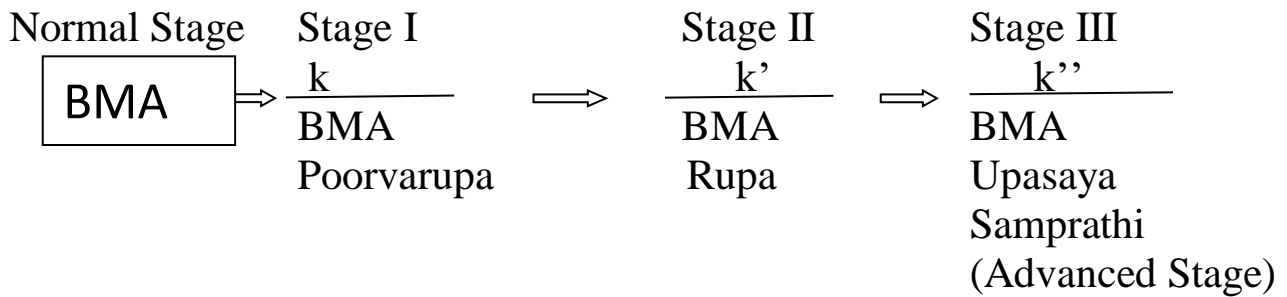 Normal Stage Stage I Stage II Stage III
k k’ k’’
BMA BMA BMA BMA
Poorvarupa Rupa Upasaya
Samprathi
(Advanced Stage)